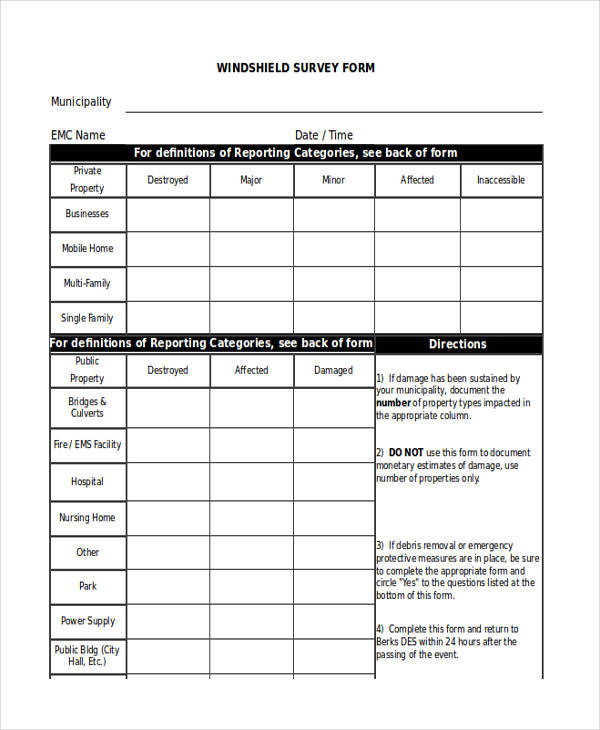 WINDSHIELD SURVEY FORM
Municipality
EMC Name Date / Time
For definitions of Reporting Categories, see back of form
Private
Property
Destroyed Major Minor Affected Inaccessible
Businesses
Mobile Home
Multi-Family
Single Family
For definitions of Reporting Categories, see back of form
Public
Property
Destroyed Affected Damaged
Bridges &
Culverts
Fire / EMS Facility
Hospital
Nursing Home
Other
Park
Power Supply
Public Bldg (City
Hall, Etc.)
Directions
1) If damage has been sustained by
your municipality, document the
number of property types impacted in
the appropriate column.
2) DO NOT use this form to document
monetary estimates of damage, use
number of properties only.
3) If debris removal or emergency
protective measures are in place, be sure
to complete the appropriate form and
circle "Yes" to the questions listed at the
bottom of this form.
4) Complete this form and return to
Berks DES within 24 hours after the
passing of the event.